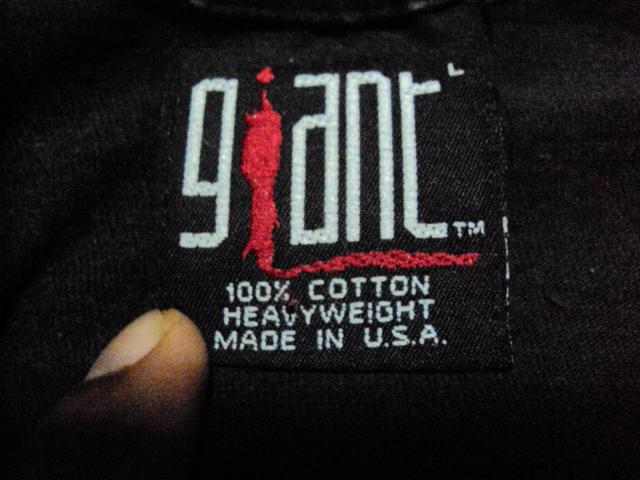 giant L
TM
100% COTTON
HEAVYWEIGHT
MADE IN U.S.A.